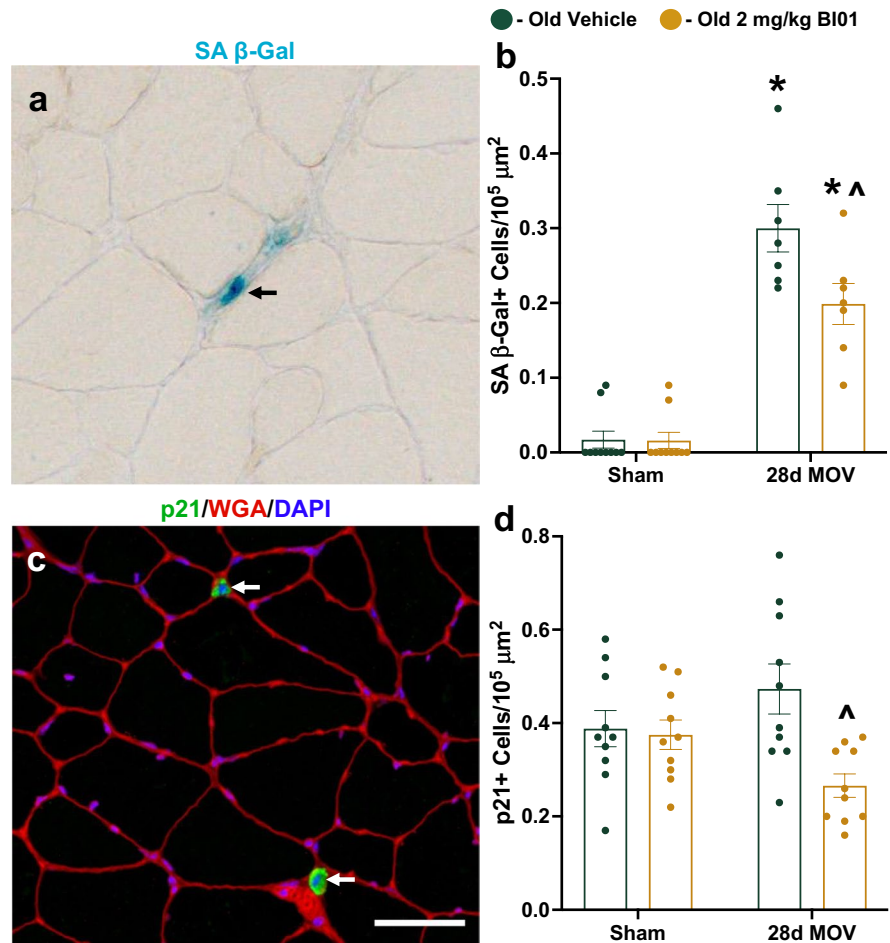 - Old Vehicle - Old 2 mg/kg BI01
SA β-Gal
a
b
SA β-Gal+ Cells/10⁵ μm²
0.5
0.4
0.3
0.2
0.1
0.0
*
* ^
Sham 28d MOV
p21/WGA/DAPI
c
d
p21+ Cells/10⁵ μm²
0.8
0.6
0.4
0.2
0.0
^
Sham 28d MOV